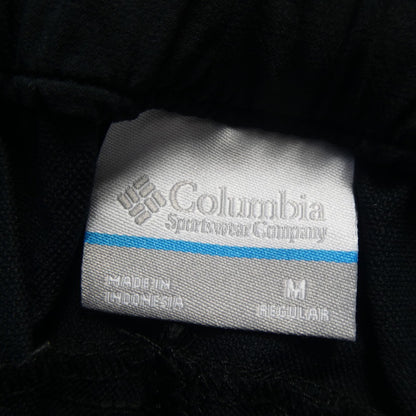 Columbia
Sportswear Company
MADE IN
INDONESIA
M
REGULAR